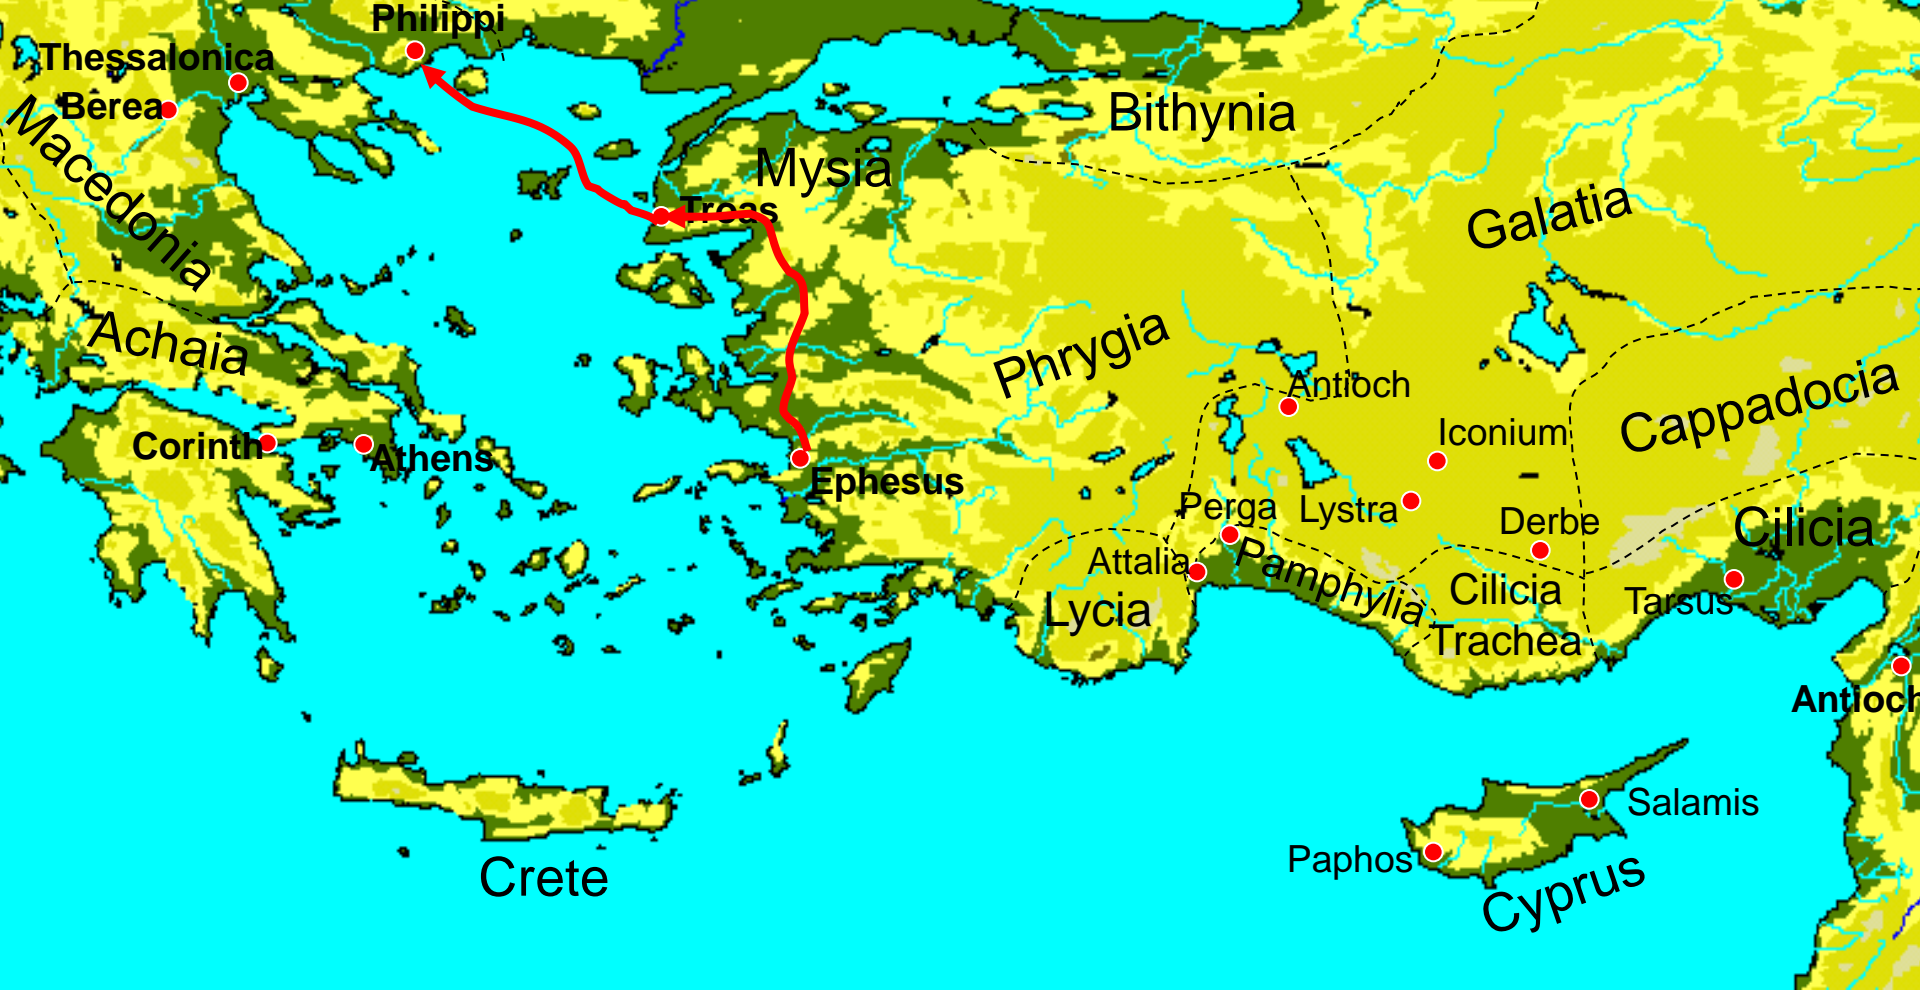 Philippi
Thessalonica
Berea
Macedonia
Bithynia
Mysia
Troas
Galatia
Achaia
Phrygia
Antioch
Cappadocia
Iconium
Corinth
Athens
Ephesus
Perga
Lystra
Derbe
Cilicia
Attalia
Pamphylia
Lycia
Cilicia
Trachea
Tarsus
Antioch
Salamis
Paphos
Cyprus
Crete